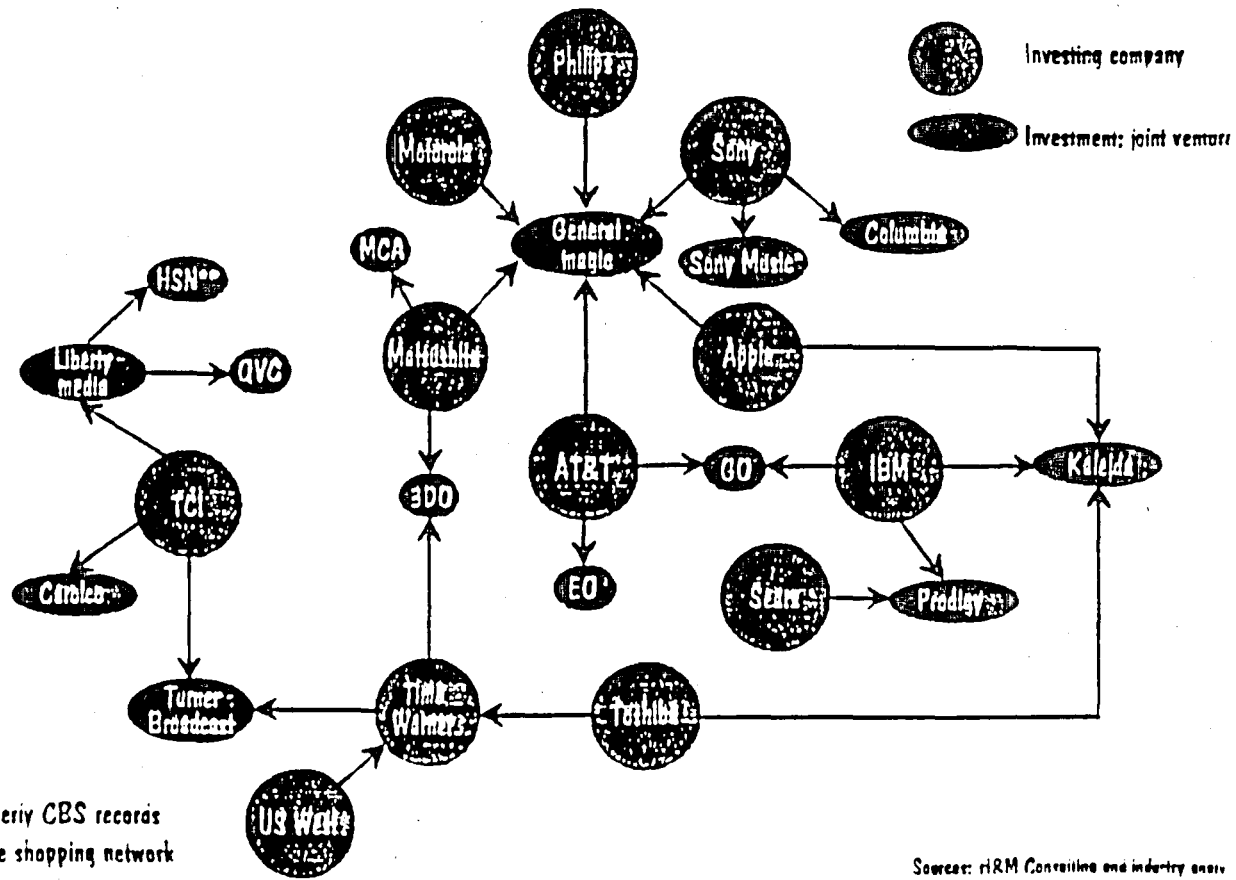 Philips
Investing company
Motorola
Sony
Investment; joint venture
General
magic
Columbia
MCA
Sony Music*
HSN**
Liberty
media
QVC
Matsushita
Apple
AT&T
GO
IBM
Kaleida
TCI
3DO
EO
Carolco
Sears
Prodigy
Turner
Broadcast
Time
Warner
Toshiba
US West
erly CBS records
e shopping network
Sources: Consulting and industry